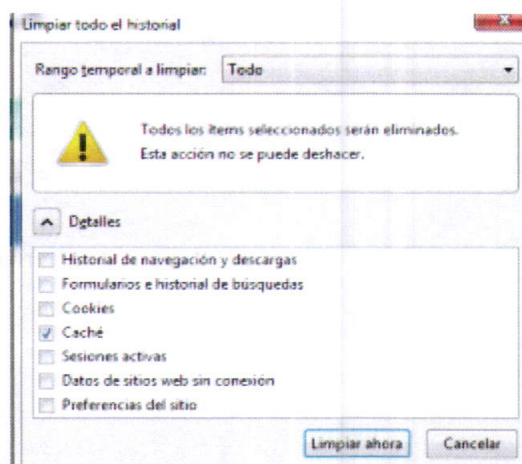 Limpiar todo el historial
Rango temporal a limpiar: Todo
Todos los ítems seleccionados serán eliminados.
Esta acción no se puede deshacer.
Detalles
Historial de navegación y descargas
Formularios e historial de búsquedas
Cookies
Caché
Sesiones activas
Datos de sitios web sin conexión
Preferencias del sitio
Limpiar ahora Cancelar